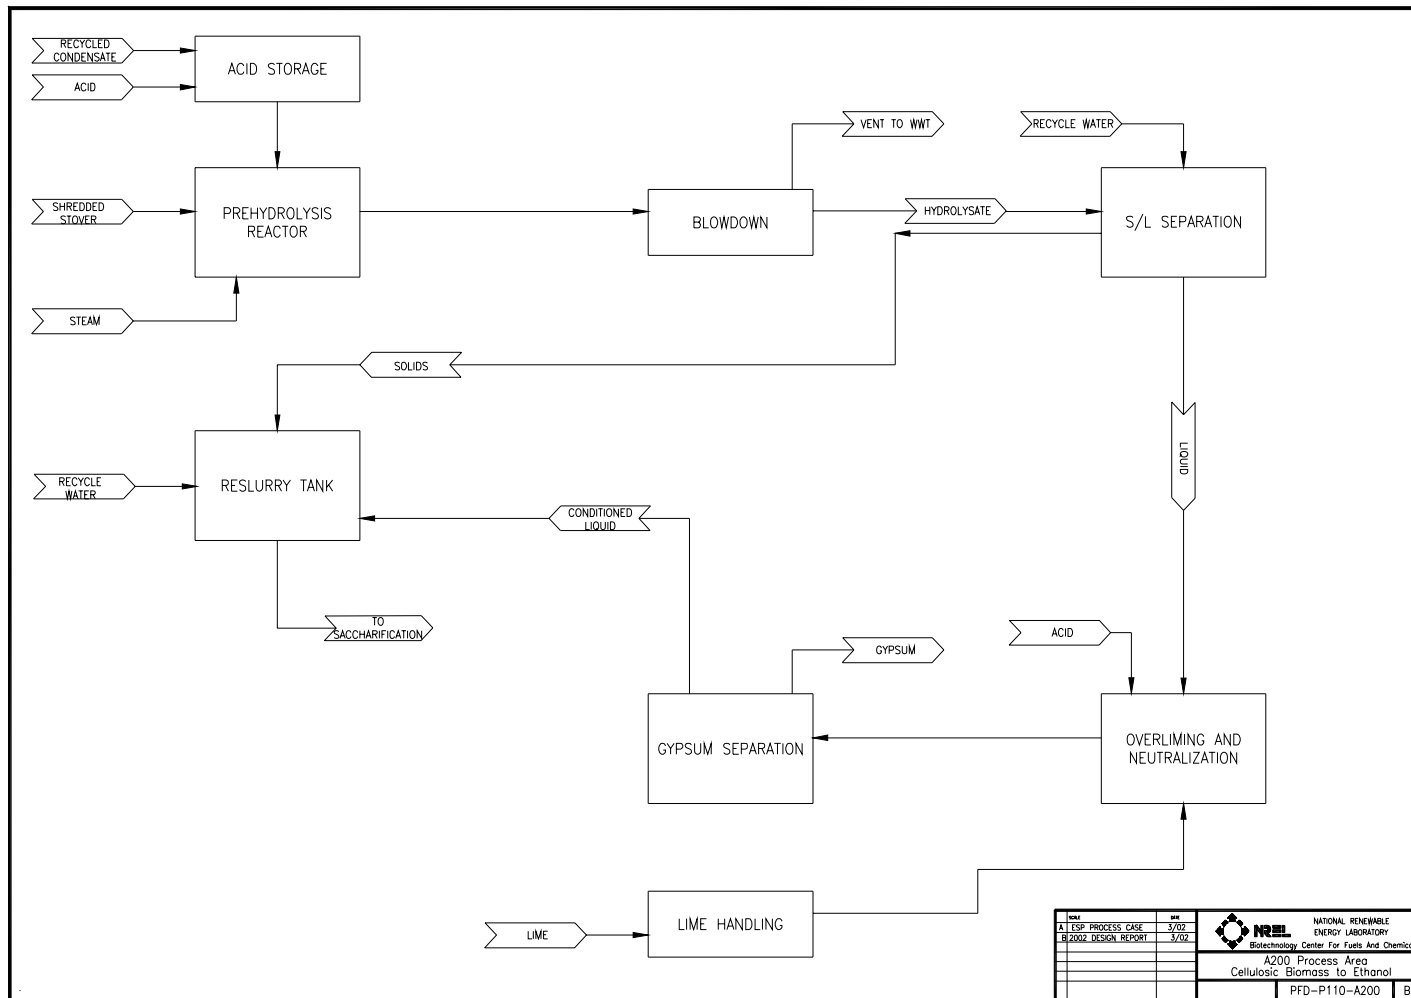 RECYCLED
CONDENSATE
ACID
ACID STORAGE
SHREDDED
STOVER
PREHYDROLYSIS
REACTOR
STEAM
BLOWDOWN
VENT TO WWT
RECYCLE WATER
HYDROLYSATE
S/L SEPARATION
SOLIDS
LIQUID
RECYCLE
WATER
RESLURRY TANK
CONDITIONED
LIQUID
TO
SACCHARIFICATION
GYPSUM
ACID
GYPSUM SEPARATION
OVERLIMING AND
NEUTRALIZATION
LIME
LIME HANDLING
DATE
A ESP PROCESS CASE 3/02
B 2002 DESIGN REPORT 3/02
NREL
NATIONAL RENEWABLE
ENERGY LABORATORY
Biotechnology Center For Fuels And Chemic
A200 Process Area
Cellulosic Biomass to Ethanol
PFD-P110-A200 B